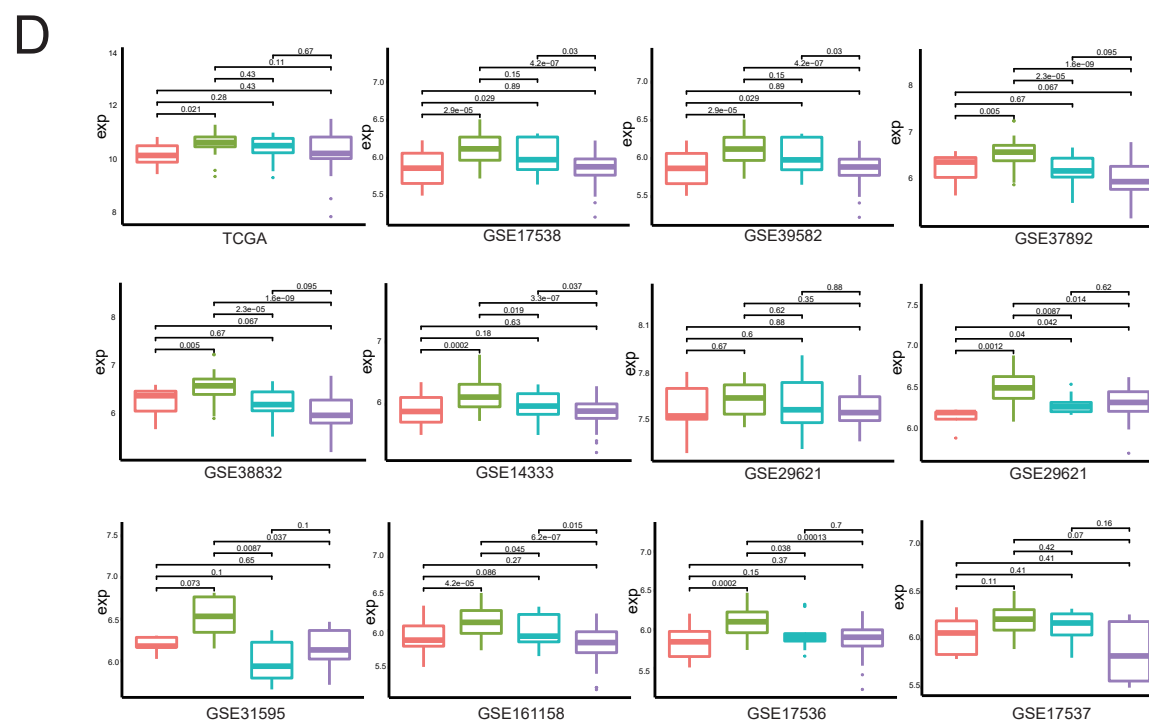 D
14
12
10
8
exp
0.67
0.11
0.43
0.43
0.28
0.021
TCGA
7.0
6.5
6.0
5.5
exp
0.03
4.2e−07
0.15
0.89
0.029
2.9e−05
GSE17538
7.0
6.5
6.0
5.5
exp
0.03
4.2e−07
0.15
0.89
0.029
2.9e−05
GSE39582
8
7
6
exp
0.095
1.6e−09
2.3e−05
0.067
0.67
0.005
GSE37892
8
7
6
exp
0.095
1.6e−09
2.3e−05
0.067
0.67
0.005
GSE38832
7
6
exp
0.037
3.3e−07
0.019
0.63
0.18
0.0002
GSE14333
8.1
7.8
7.5
exp
0.88
0.35
0.62
0.88
0.6
0.67
GSE29621
7.5
7.0
6.5
6.0
exp
0.62
0.014
0.0087
0.042
0.04
0.0012
GSE29621
7.5
7.0
6.5
6.0
exp
0.1
0.037
0.0087
0.65
0.1
0.073
GSE31595
7.0
6.5
6.0
5.5
exp
0.015
6.2e−07
0.045
0.27
0.086
4.2e−05
GSE161158
7.0
6.5
6.0
5.5
exp
0.7
0.00013
0.038
0.37
0.15
0.0002
GSE17536
7.0
6.5
6.0
5.5
exp
0.16
0.07
0.42
0.41
0.41
0.11
GSE17537